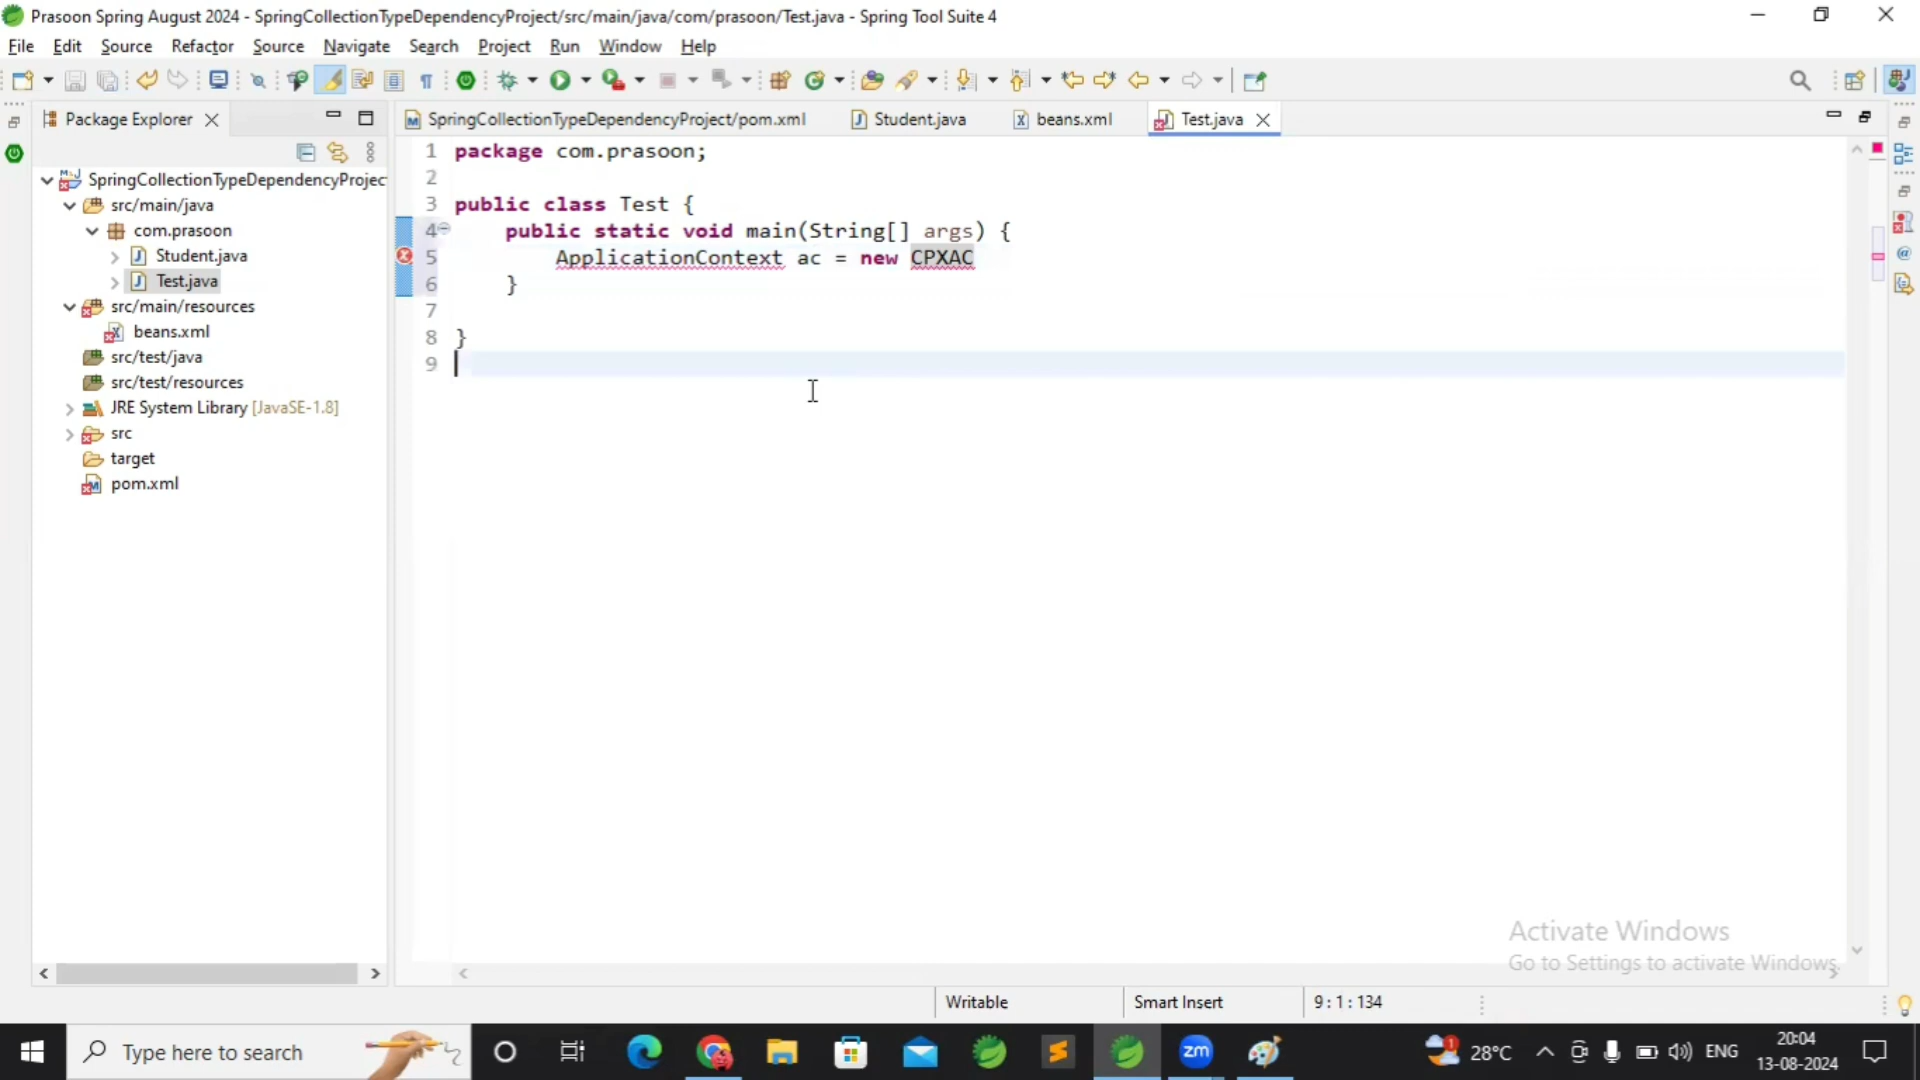 Prasoon Spring August 2024 - SpringCollectionTypeDependencyProject/src/main/java/com/prasoon/Test.java - Spring Tool Suite 4
File Edit Source Refactor Source Navigate Search Project Run Window Help
Package Explorer
SpringCollectionTypeDependencyProject/pom.xml Student.java beans.xml Test.java
SpringCollectionTypeDependencyProjec
src/main/java
com.prasoon
Student.java
Test.java
src/main/resources
beans.xml
src/test/java
src/test/resources
JRE System Library [JavaSE-1.8]
src
target
pom.xml
1 package com.prasoon;
2
3 public class Test {
4 public static void main(String[] args) {
5 ApplicationContext ac = new CPXAC
6 }
7
8 }
9
Activate Windows
Go to Settings to activate Windows.
Writable Smart Insert 9 : 1 : 134
Type here to search
zm
1 28°C ENG
20:04
13-08-2024